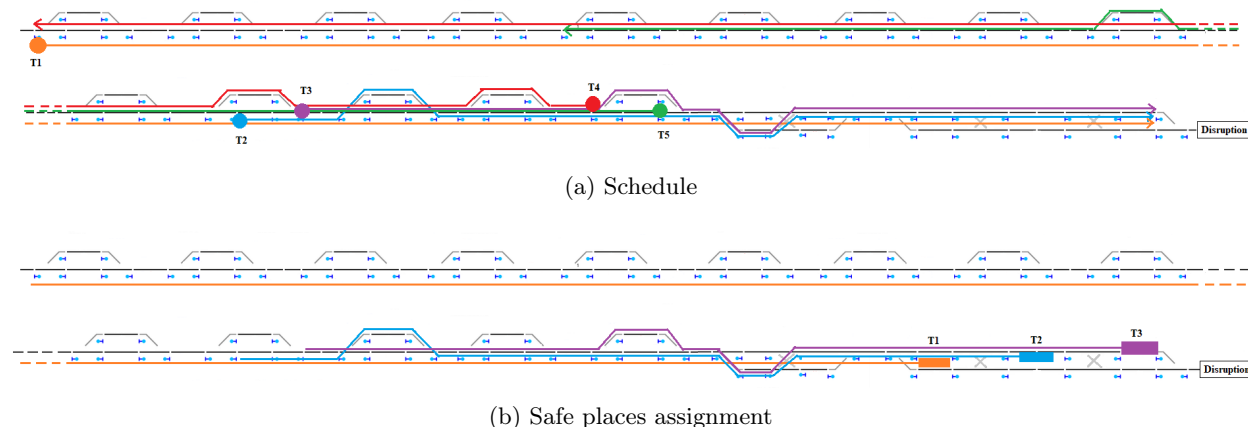 T1
T3
T4
T2
T5
Disruption
(a) Schedule
T1
T2
T3
Disruption
(b) Safe places assignment